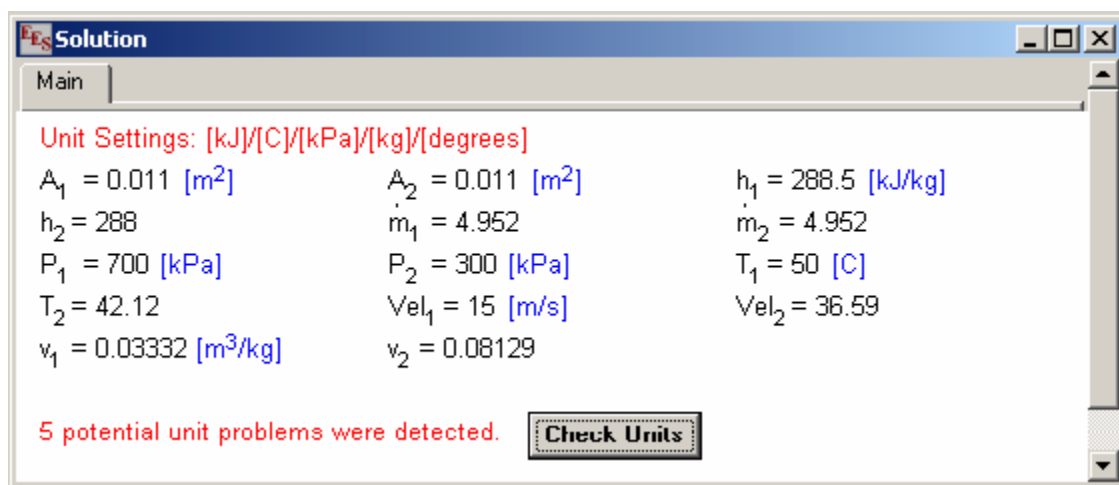 EES Solution
Main
Unit Settings: [kJ]/[C]/[kPa]/[kg]/[degrees]
A₁ = 0.011 [m²] A₂ = 0.011 [m²] h₁ = 288.5 [kJ/kg]
h₂ = 288 ṁ₁ = 4.952 ṁ₂ = 4.952
P₁ = 700 [kPa] P₂ = 300 [kPa] T₁ = 50 [C]
T₂ = 42.12 Vel₁ = 15 [m/s] Vel₂ = 36.59
v₁ = 0.03332 [m³/kg] v₂ = 0.08129
5 potential unit problems were detected. Check Units